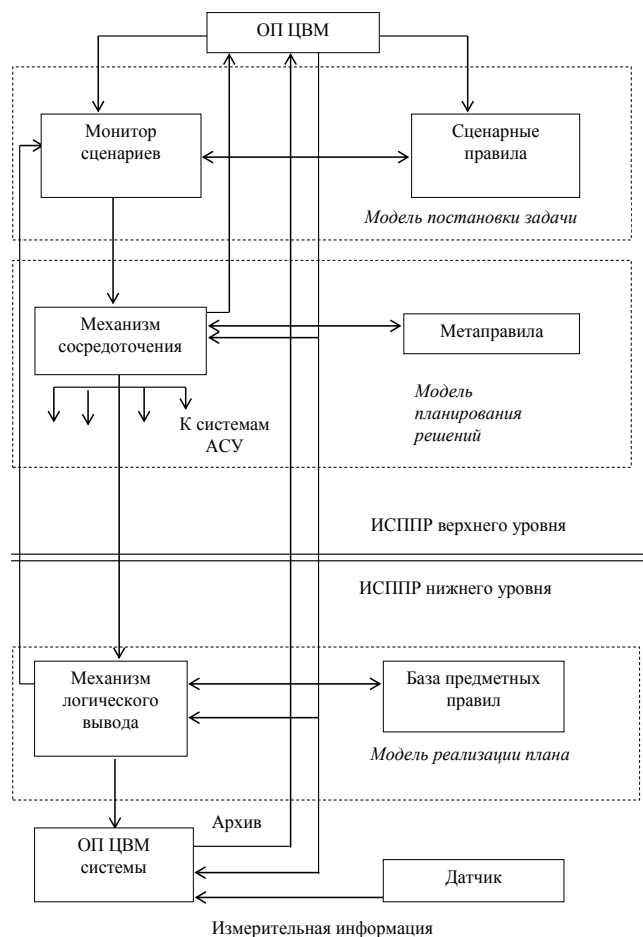 ОП ЦВМ
Монитор
сценариев
Сценарные
правила
Модель постановки задачи
Механизм
сосредоточения
Метаправила
Модель
планирования
решений
К системам
АСУ
ИСППР верхнего уровня
ИСППР нижнего уровня
Механизм
логического
вывода
База предметных
правил
Модель реализации плана
Архив
ОП ЦВМ
системы
Датчик
Измерительная информация